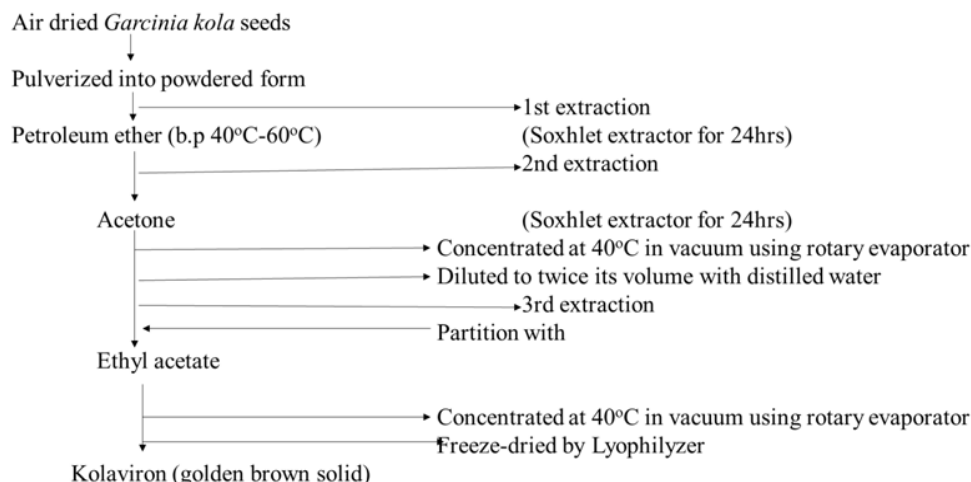 Air dried Garcinia kola seeds
Pulverized into powdered form
1st extraction
Petroleum ether (b.p 40°C-60°C)
(Soxhlet extractor for 24hrs)
2nd extraction
Acetone
(Soxhlet extractor for 24hrs)
Concentrated at 40°C in vacuum using rotary evaporator
Diluted to twice its volume with distilled water
3rd extraction
Partition with
Ethyl acetate
Concentrated at 40°C in vacuum using rotary evaporator
Freeze-dried by Lyophilyzer
Kolaviron (golden brown solid)